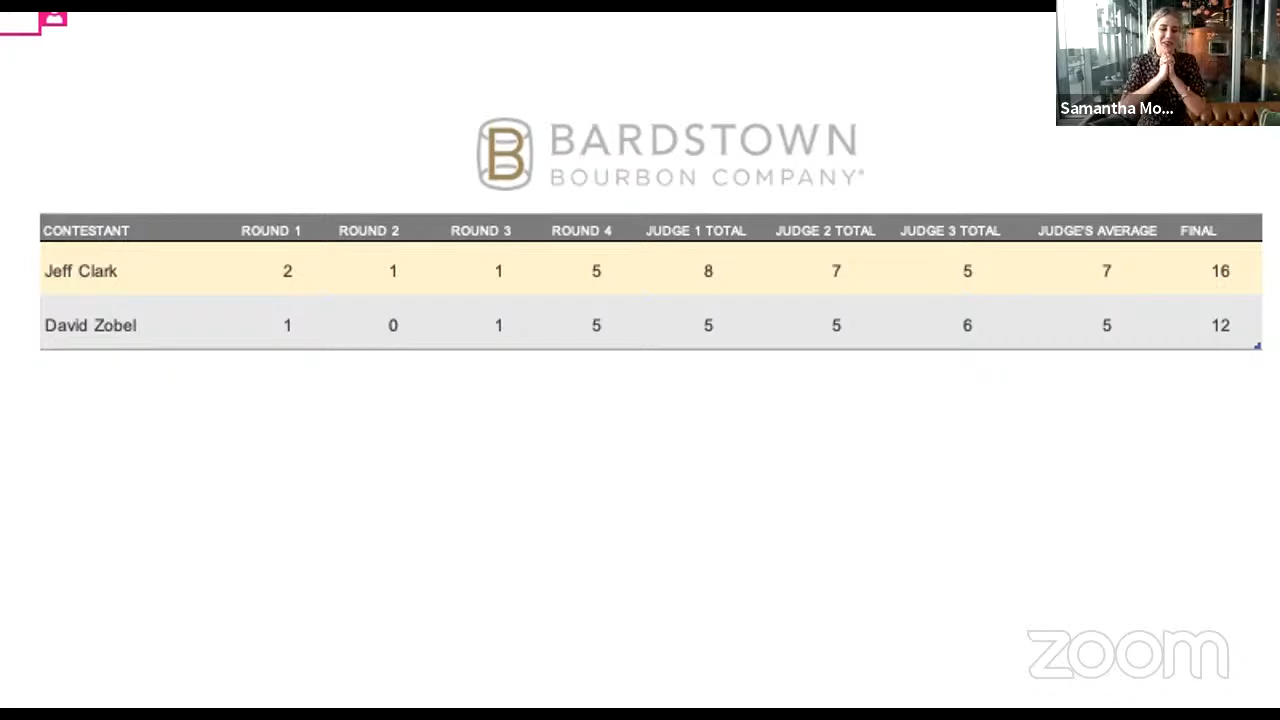 Samantha Mo...
B BARDSTOWN
BOURBON COMPANY
CONTESTANT ROUND 1 ROUND 2 ROUND 3 ROUND 4 JUDGE 1 TOTAL JUDGE 2 TOTAL JUDGE 3 TOTAL JUDGE'S AVERAGE FINAL
Jeff Clark 2 1 1 5 8 7 5 7 16
David Zobel 1 0 1 5 5 5 6 5 12
zoom